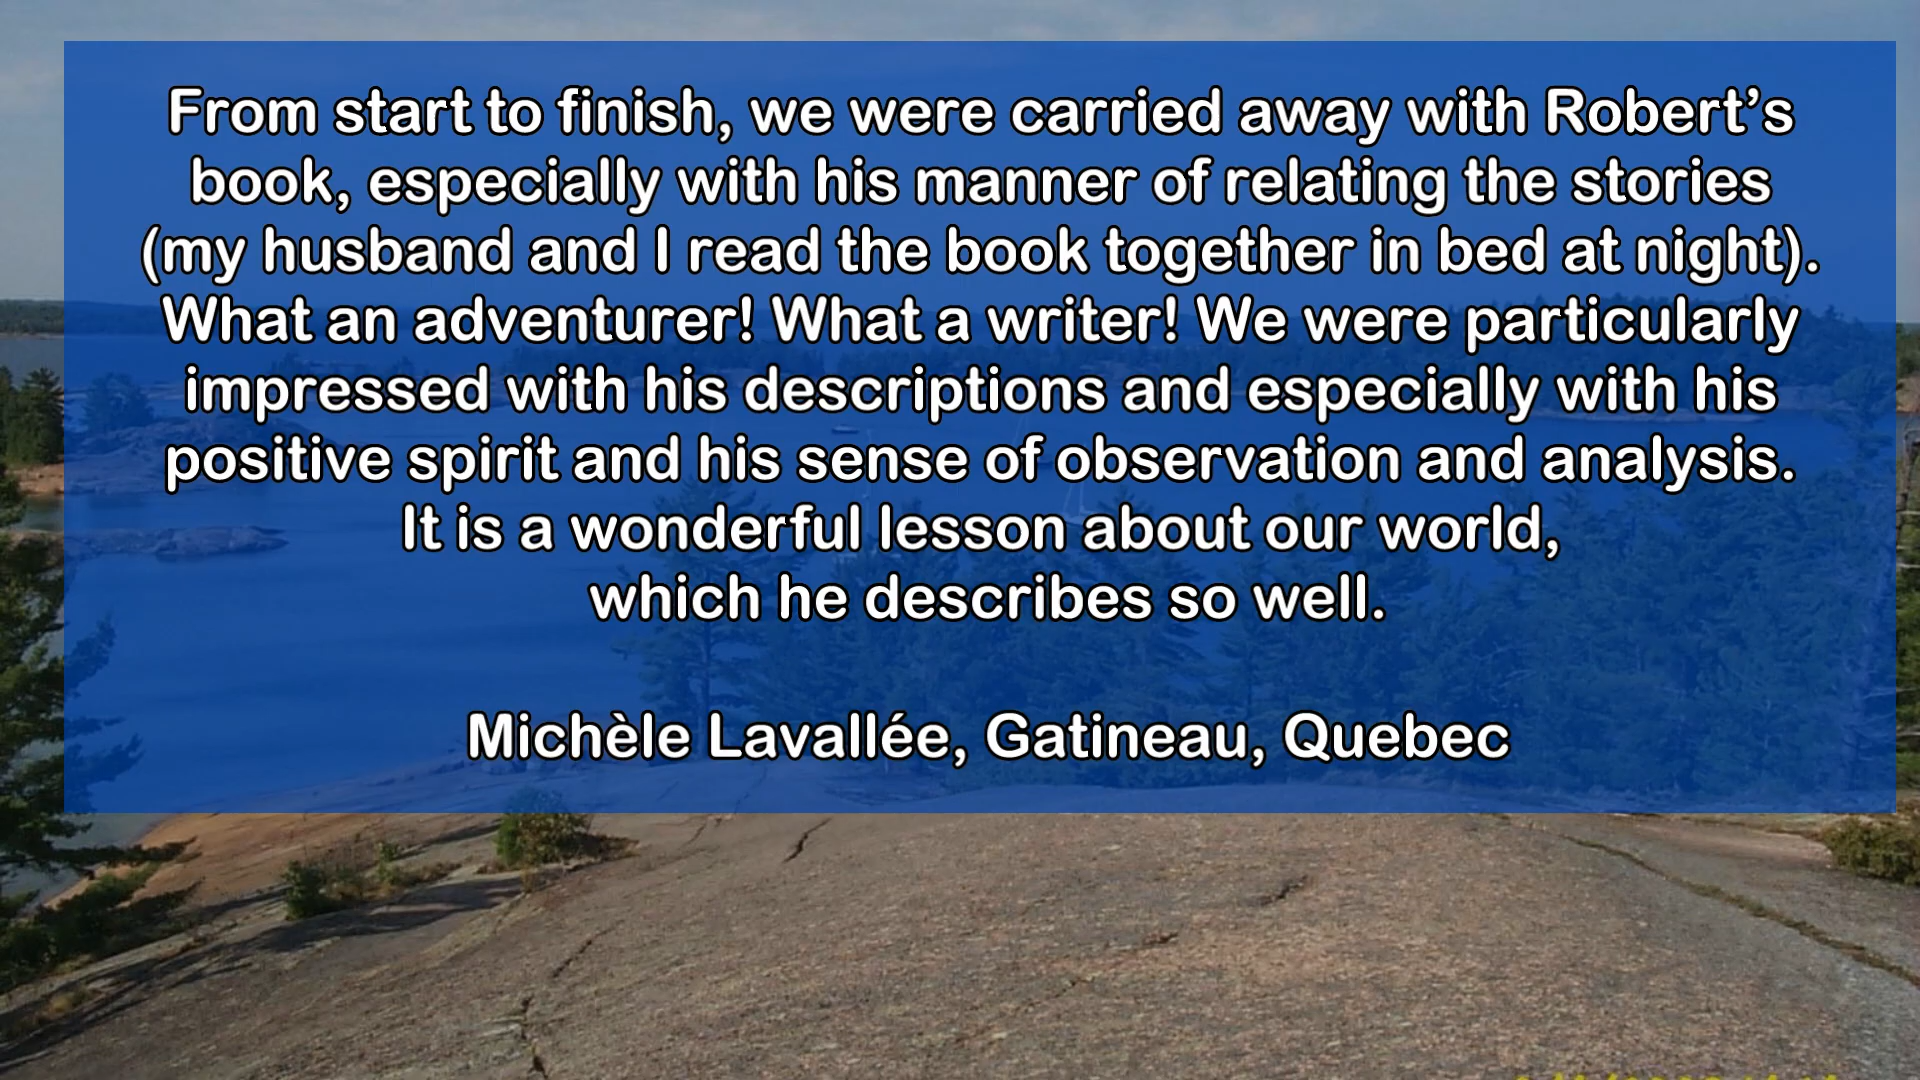 From start to finish, we were carried away with Robert’s
book, especially with his manner of relating the stories
(my husband and I read the book together in bed at night).
What an adventurer! What a writer! We were particularly
impressed with his descriptions and especially with his
positive spirit and his sense of observation and analysis.
It is a wonderful lesson about our world,
which he describes so well.
Michèle Lavallée, Gatineau, Quebec